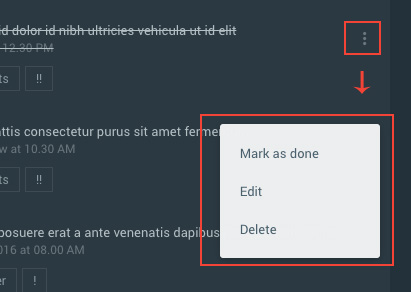 d dolor id nibh ultricies vehicula ut id elit
12.30 PM
ts !!
attis consectetur purus sit amet ferme
w at 10.30 AM
ts !!
posuere erat a ante venenatis dapibus
016 at 08.00 AM
er !
Mark as done
Edit
Delete